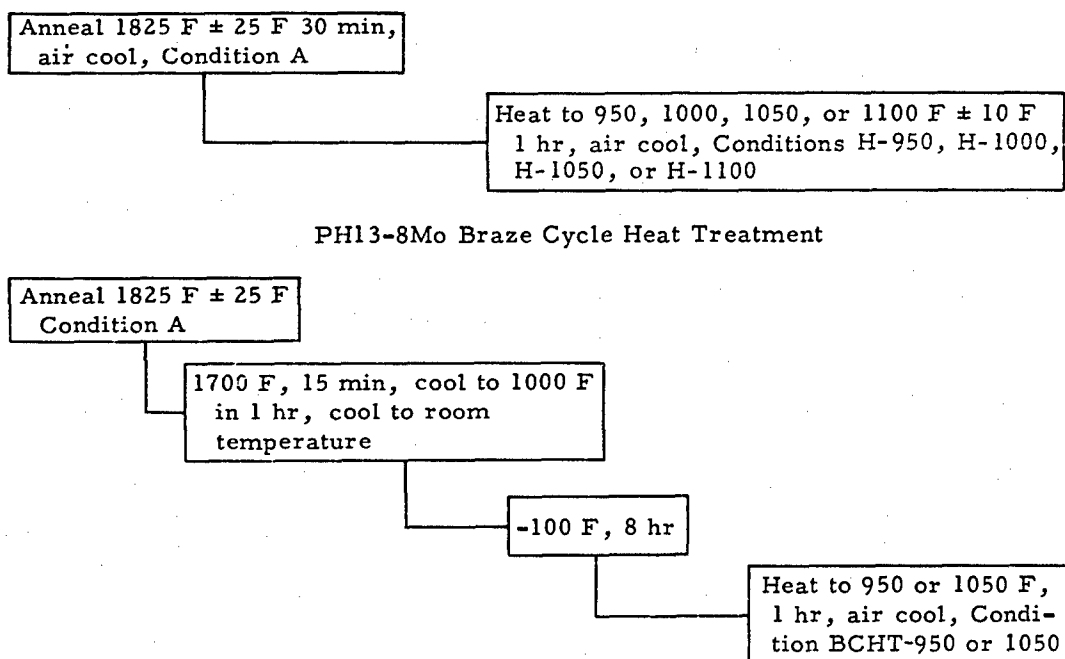 Anneal 1825 F ± 25 F 30 min,
air cool, Condition A
Heat to 950, 1000, 1050, or 1100 F ± 10 F
1 hr, air cool, Conditions H-950, H-1000,
H-1050, or H-1100
PH13-8Mo Braze Cycle Heat Treatment
Anneal 1825 F ± 25 F
Condition A
1700 F, 15 min, cool to 1000 F
in 1 hr, cool to room
temperature
-100 F, 8 hr
Heat to 950 or 1050 F,
1 hr, air cool, Condi-
tion BCHT-950 or 1050